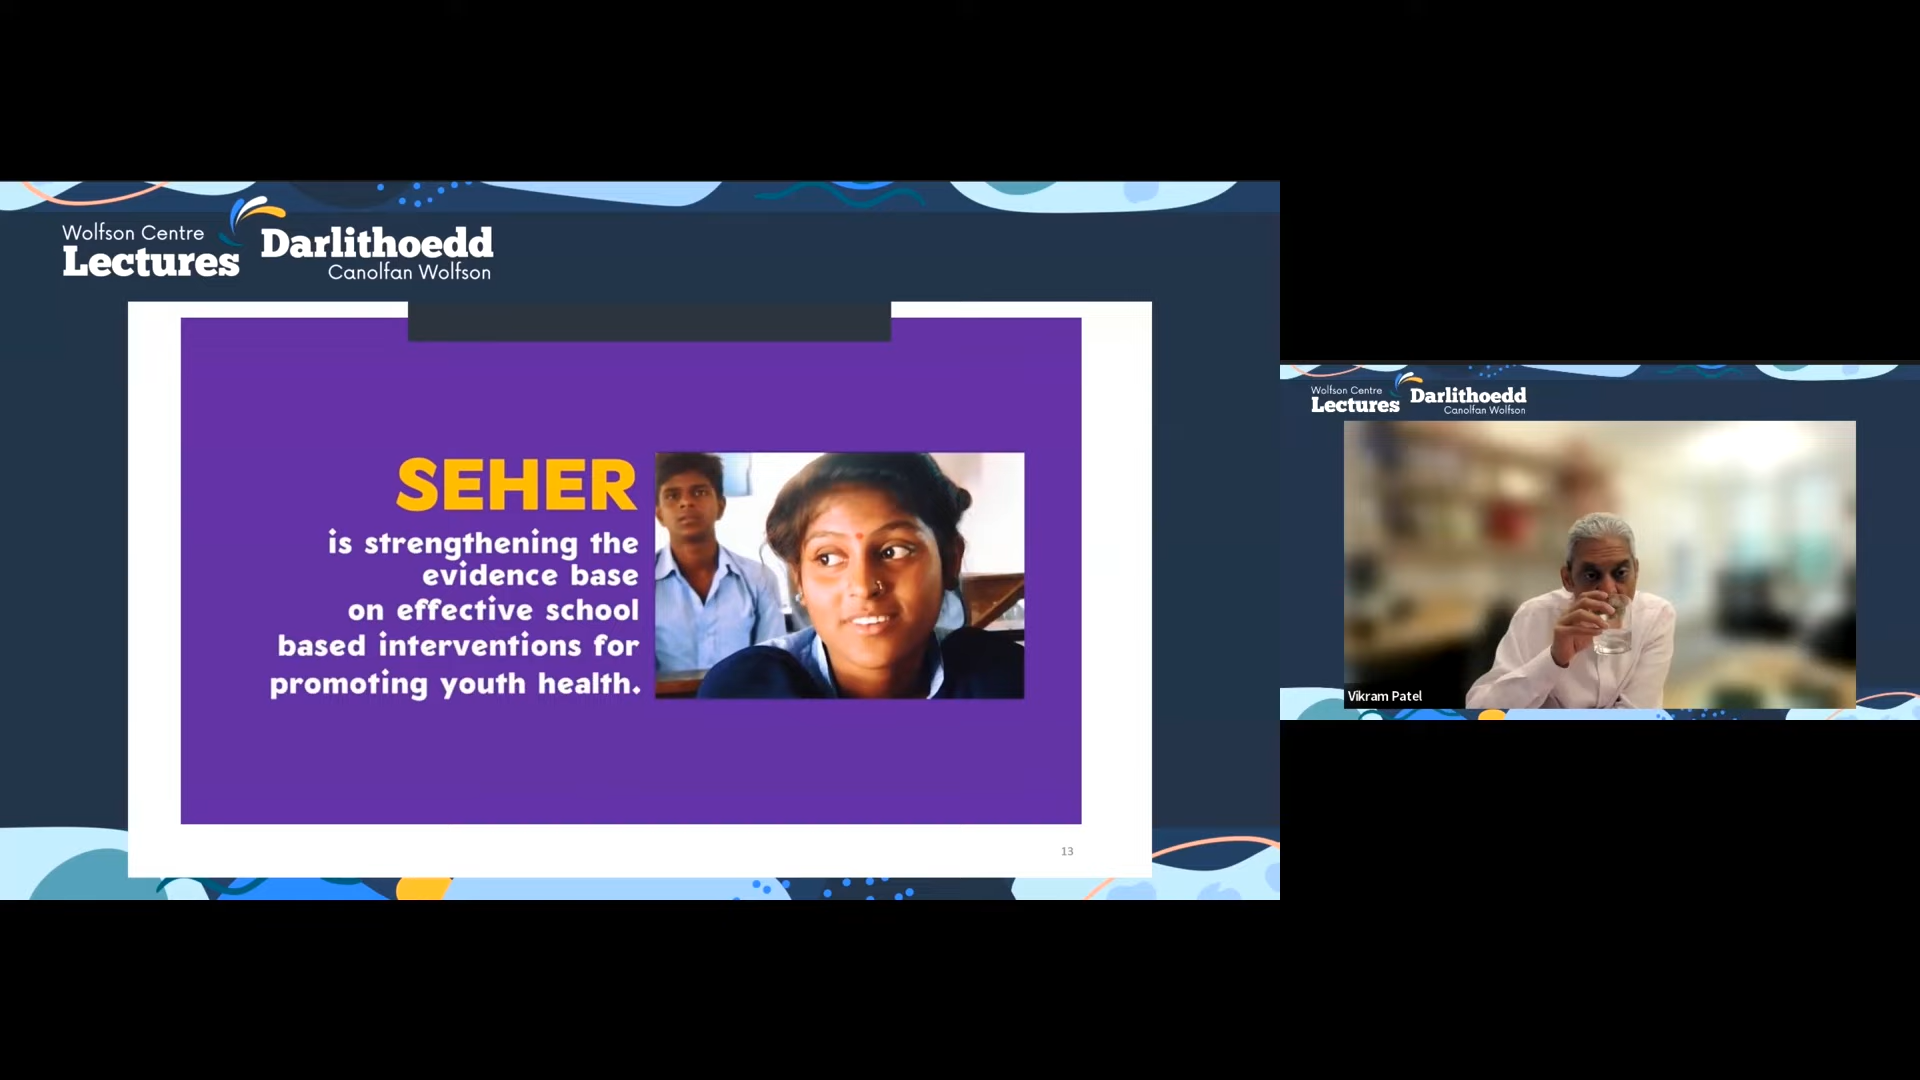 Wolfson Centre
Lectures
Darlithoedd
Canolfan Wolfson
SEHER
is strengthening the
evidence base
on effective school
based interventions for
promoting youth health.
13
Wolfson Centre
Lectures
Darlithoedd
Canolfan Wolfson
Vikram Patel